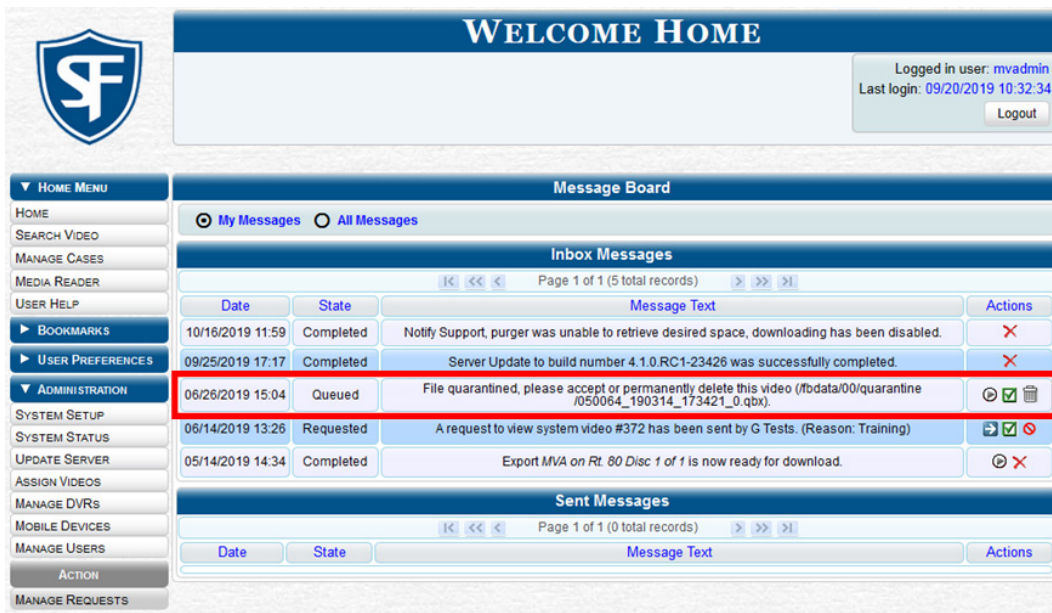 SF
WELCOME HOME
Logged in user: mvadmin
Last login: 09/20/2019 10:32:34
Logout
HOME MENU
HOME
SEARCH VIDEO
MANAGE CASES
MEDIA READER
USER HELP
BOOKMARKS
USER PREFERENCES
ADMINISTRATION
SYSTEM SETUP
SYSTEM STATUS
UPDATE SERVER
ASSIGN VIDEOS
MANAGE DVRS
MOBILE DEVICES
MANAGE USERS
ACTION
MANAGE REQUESTS
Message Board
My Messages All Messages
Inbox Messages
Page 1 of 1 (5 total records)
Date State Message Text Actions
10/16/2019 11:59 Completed Notify Support, purger was unable to retrieve desired space, downloading has been disabled.
09/25/2019 17:17 Completed Server Update to build number 4.1.0.RC1-23426 was successfully completed.
06/26/2019 15:04 Queued File quarantined, please accept or permanently delete this video (/fbdata/00/quarantine
/050064_190314_173421_0.qbx).
06/14/2019 13:26 Requested A request to view system video #372 has been sent by G Tests. (Reason: Training)
05/14/2019 14:34 Completed Export MVA on Rt. 80 Disc 1 of 1 is now ready for download.
Sent Messages
Page 1 of 1 (0 total records)
Date State Message Text Actions